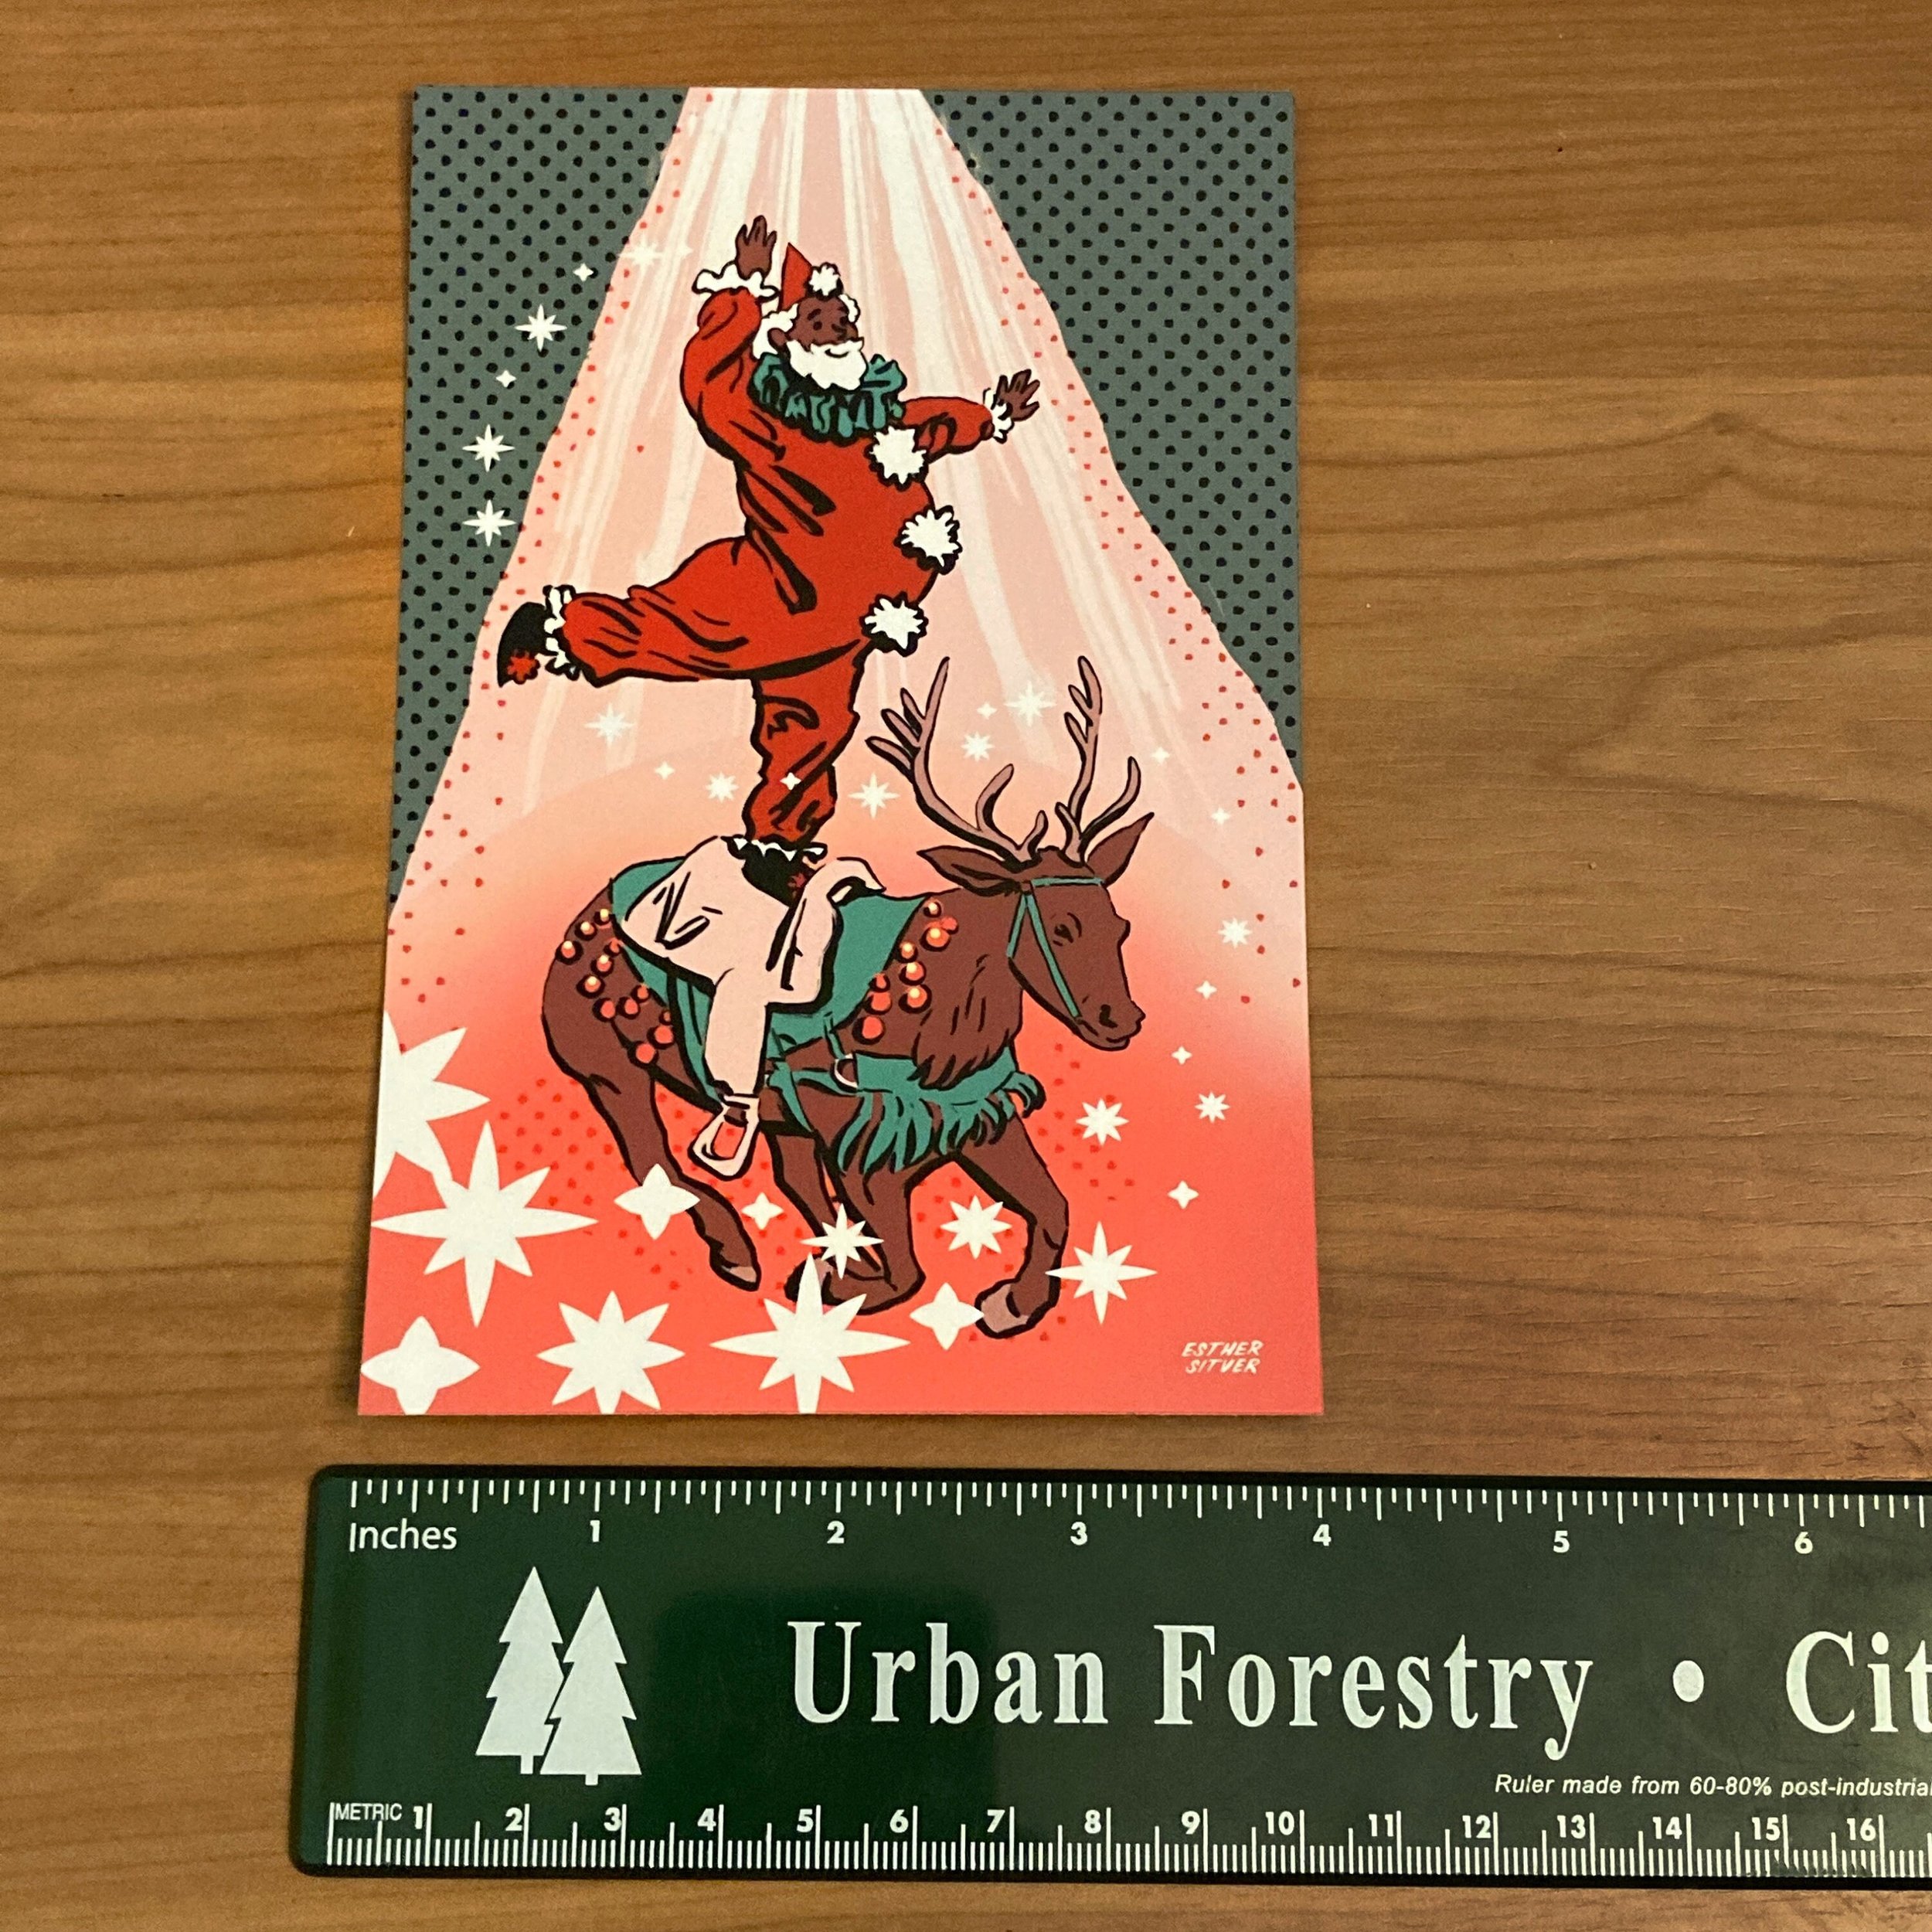 ESTHER
SITVER
Inches
1 2 3 4 5 6
Urban Forestry • Cit
Ruler made from 60-80% post-industrial
METRIC 1 2 3 4 5 6 7 8 9 10 11 12 13 14 15 16